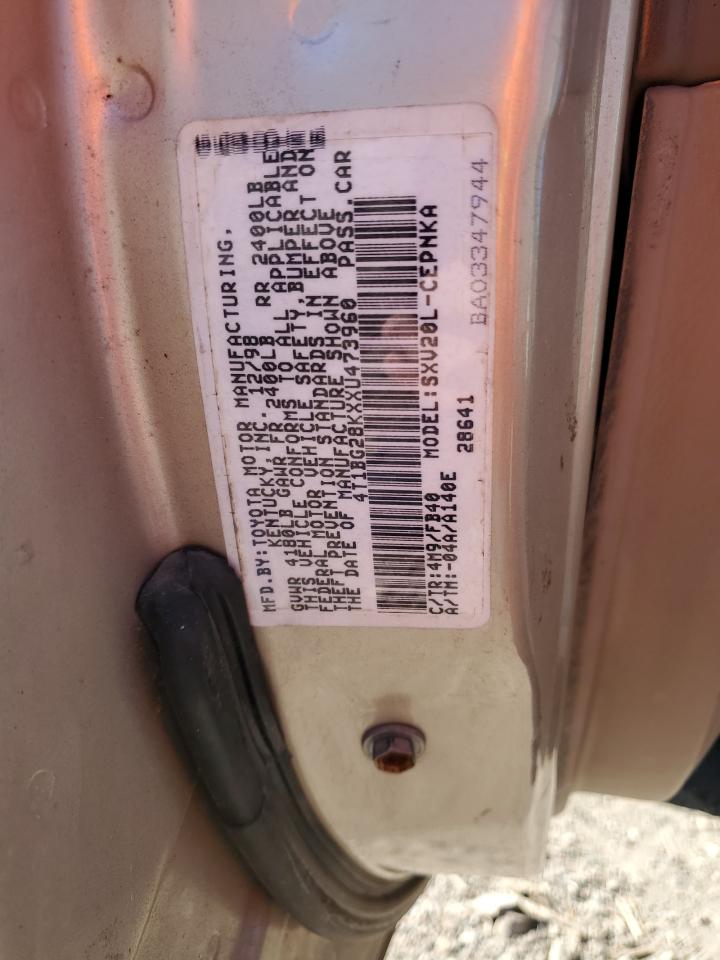 MFD.BY:TOYOTA MOTOR MANUFACTURING,
KENTUCKY,INC. 12/98
GVWR 4180LB GAWR FR 2400LB RR 2400LB
THIS VEHICLE CONFORMS TO ALL APPLICABLE
FEDERAL MOTOR VEHICLE SAFETY,BUMPER AND
THEFT PREVENTION STANDARDS IN EFFECT ON
THE DATE OF MANUFACTURE SHOWN ABOVE
4T1BG28KXXU473960 PASS.CAR
C/TR:4M9/FB40 MODEL:SXV20L-CEPNKA
A/TM:-04A/A140E 28641
BA03347944